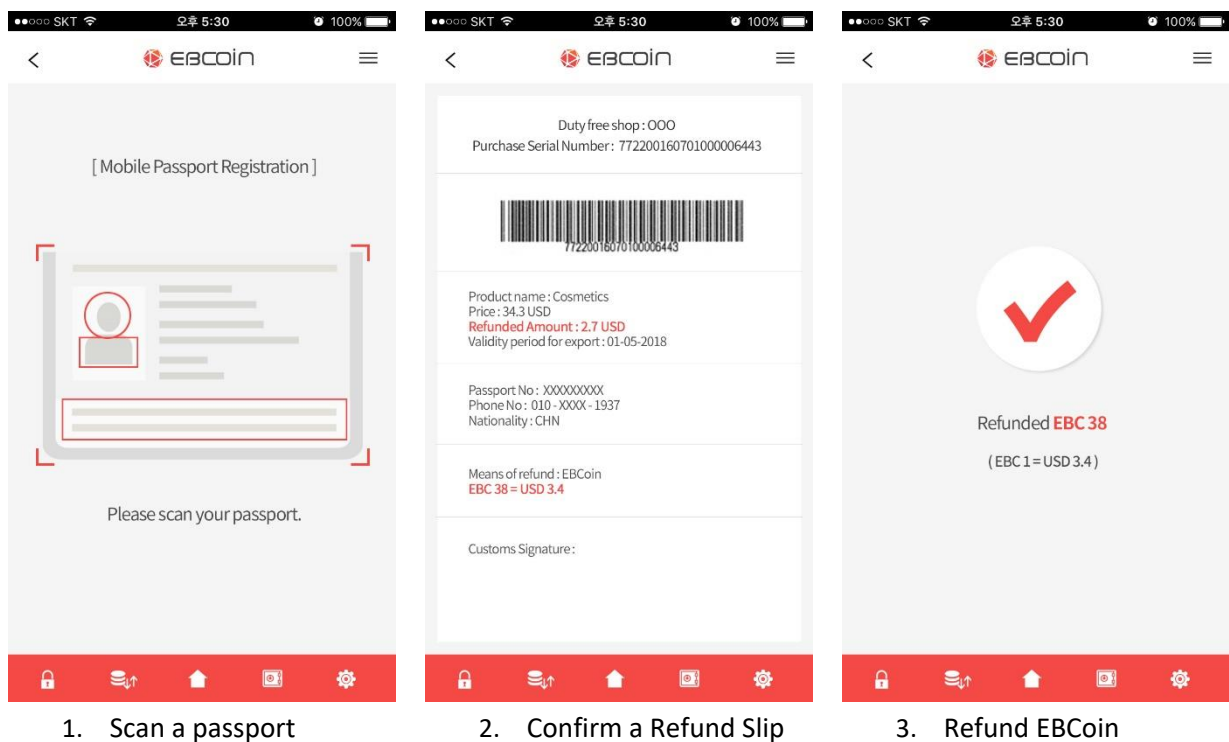 SKT 오후 5:30 100%
EBCOIN
[ Mobile Passport Registration ]
Please scan your passport.
1. Scan a passport
SKT 오후 5:30 100%
EBCOIN
Duty free shop : OOO
Purchase Serial Number : 772200160701000006443
77220016070100006443
Product name : Cosmetics
Price : 34.3 USD
Refunded Amount : 2.7 USD
Validity period for export : 01-05-2018
Passport No : XXXXXXXXX
Phone No : 010 - XXXX - 1937
Nationality : CHN
Means of refund : EBCoin
EBC 38 = USD 3.4
Customs Signature :
2. Confirm a Refund Slip
SKT 오후 5:30 100%
EBCOIN
Refunded EBC 38
( EBC 1 = USD 3.4 )
3. Refund EBCoin